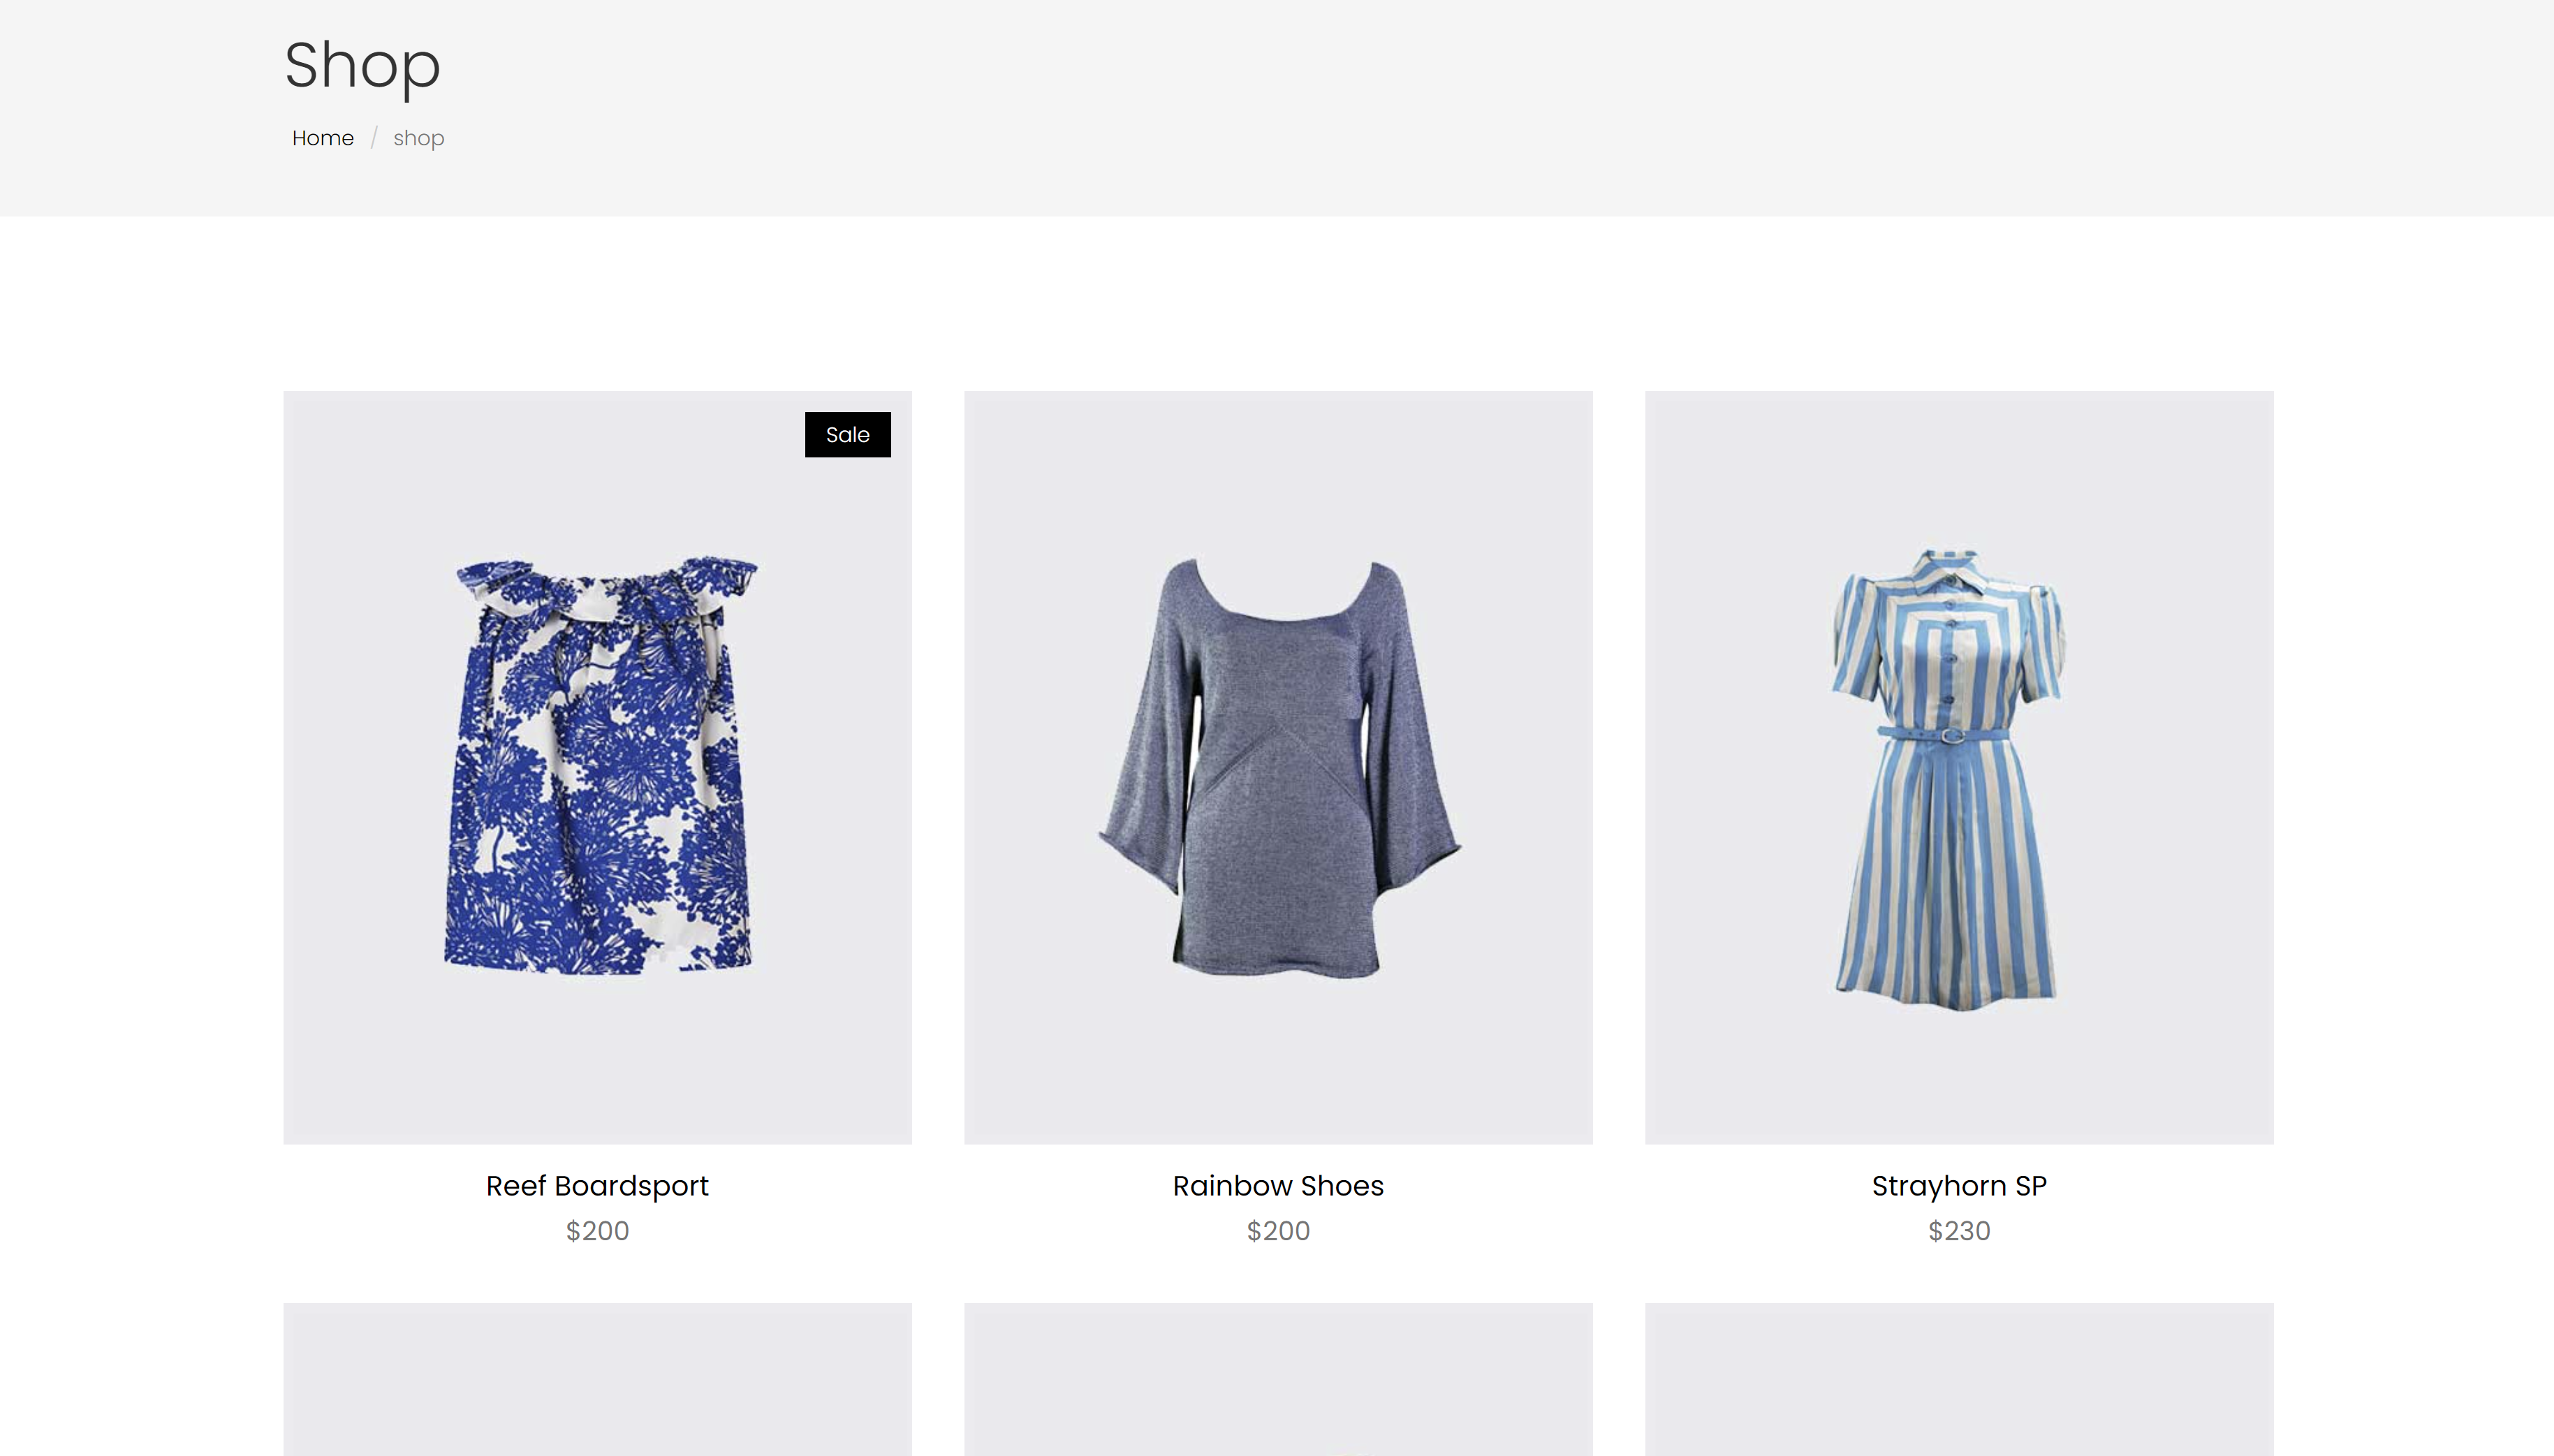 Shop
Home / shop
Sale
Reef Boardsport
$200
Rainbow Shoes
$200
Strayhorn SP
$230